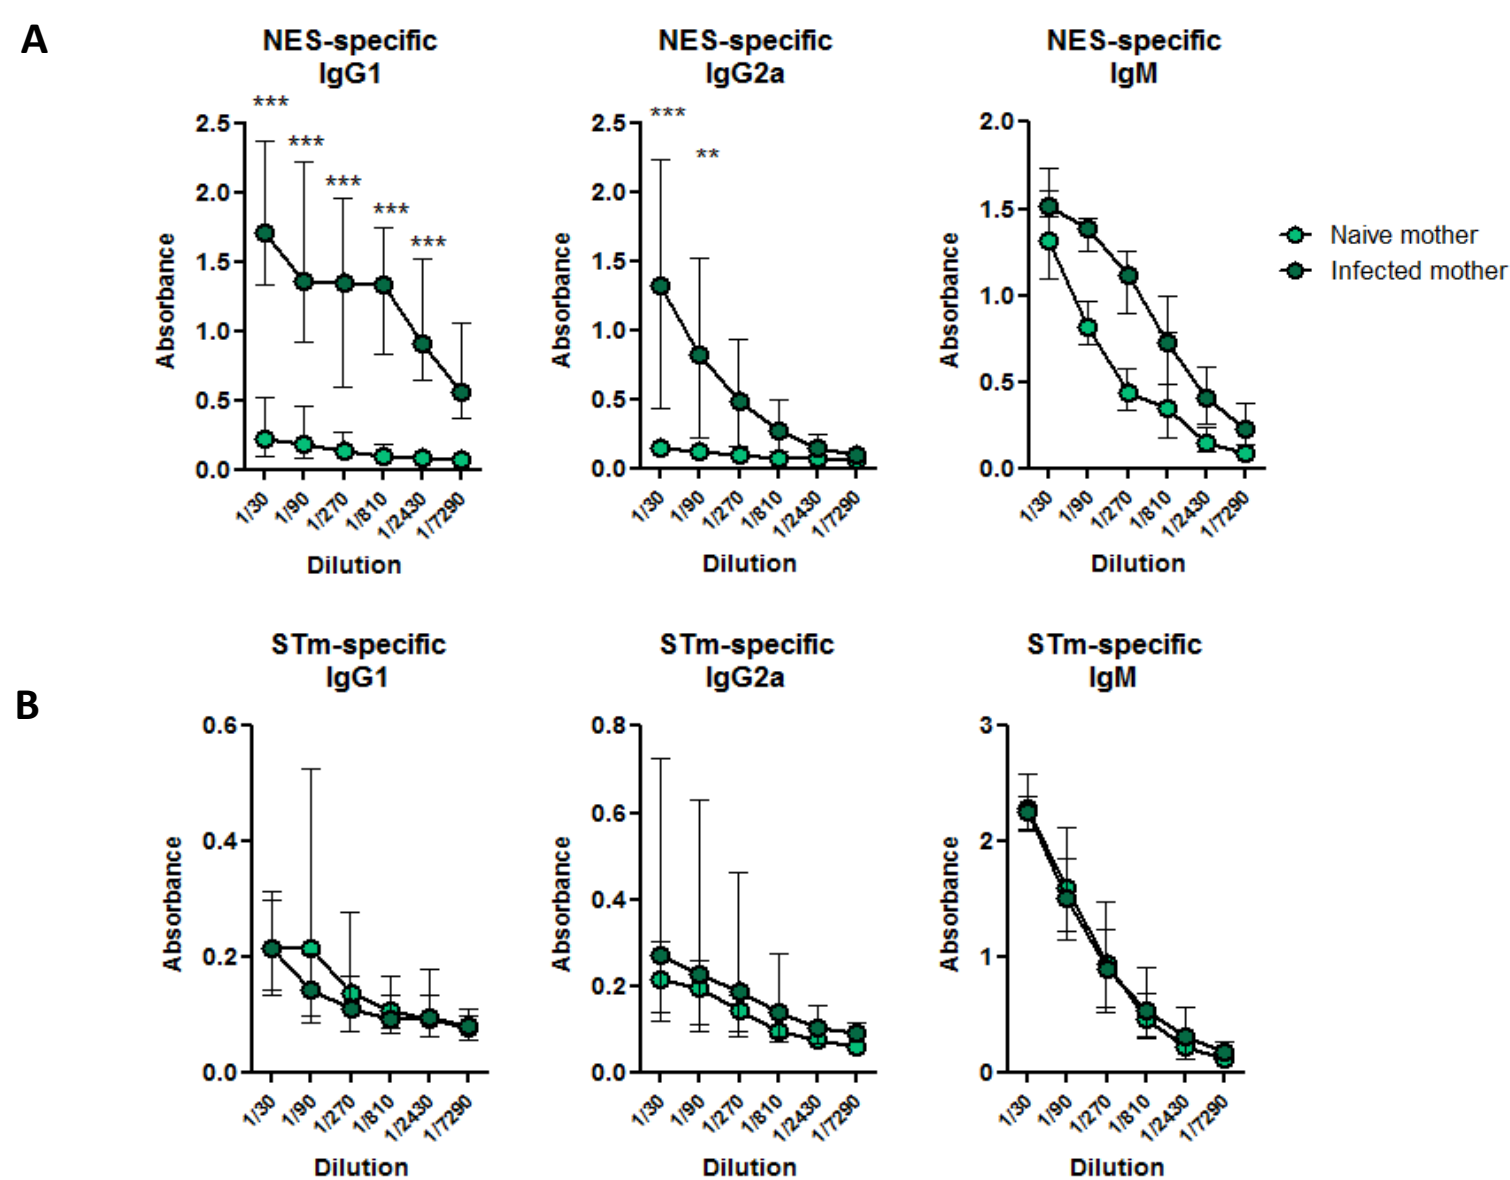 A
NES-specific
IgG1
***
***
***
***
***
2.5
2.0
1.5
1.0
0.5
0.0
Absorbance
1/30
1/90
1/270
1/810
1/2430
1/7290
Dilution
NES-specific
IgG2a
***
**
2.5
2.0
1.5
1.0
0.5
0.0
Absorbance
1/30
1/90
1/270
1/810
1/2430
1/7290
Dilution
NES-specific
IgM
2.0
1.5
1.0
0.5
0.0
Absorbance
1/30
1/90
1/270
1/810
1/2430
1/7290
Dilution
Naive mother
Infected mother
B
STm-specific
IgG1
0.6
0.4
0.2
0.0
Absorbance
1/30
1/90
1/270
1/810
1/2430
1/7290
Dilution
STm-specific
IgG2a
0.8
0.6
0.4
0.2
0.0
Absorbance
1/30
1/90
1/270
1/810
1/2430
1/7290
Dilution
STm-specific
IgM
3
2
1
0
Absorbance
1/30
1/90
1/270
1/810
1/2430
1/7290
Dilution